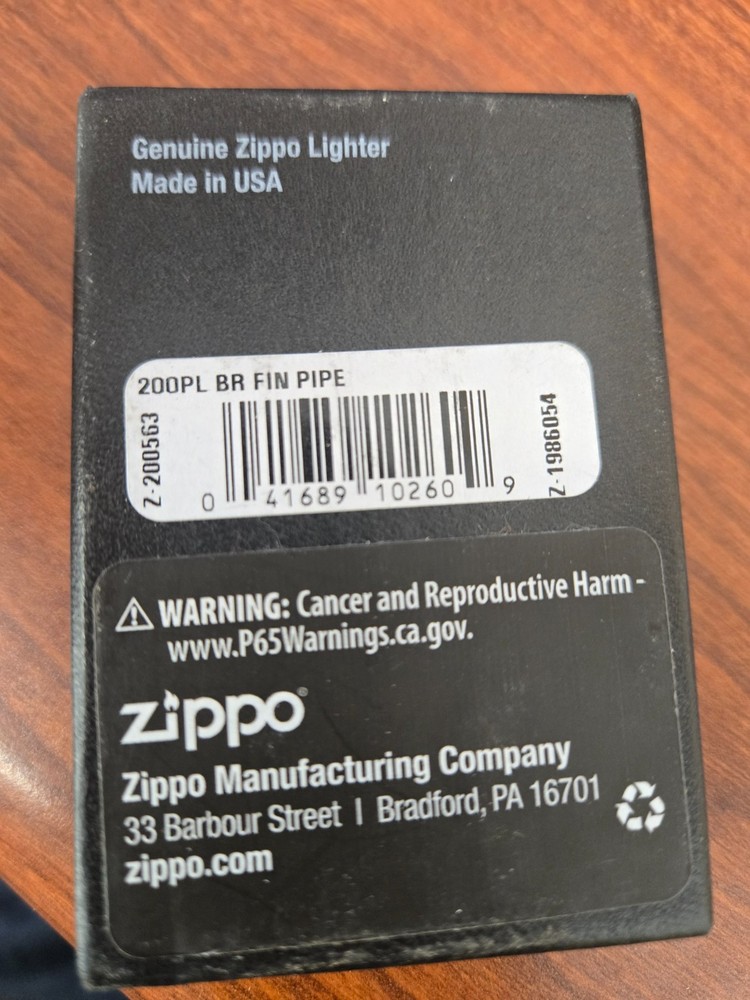 Genuine Zippo Lighter
Made in USA
200PL BR FIN PIPE
Z-200563
0 41689 10260 9
Z-1986054
WARNING: Cancer and Reproductive Harm -
www.P65Warnings.ca.gov.
zippo
Zippo Manufacturing Company
33 Barbour Street | Bradford, PA 16701
zippo.com